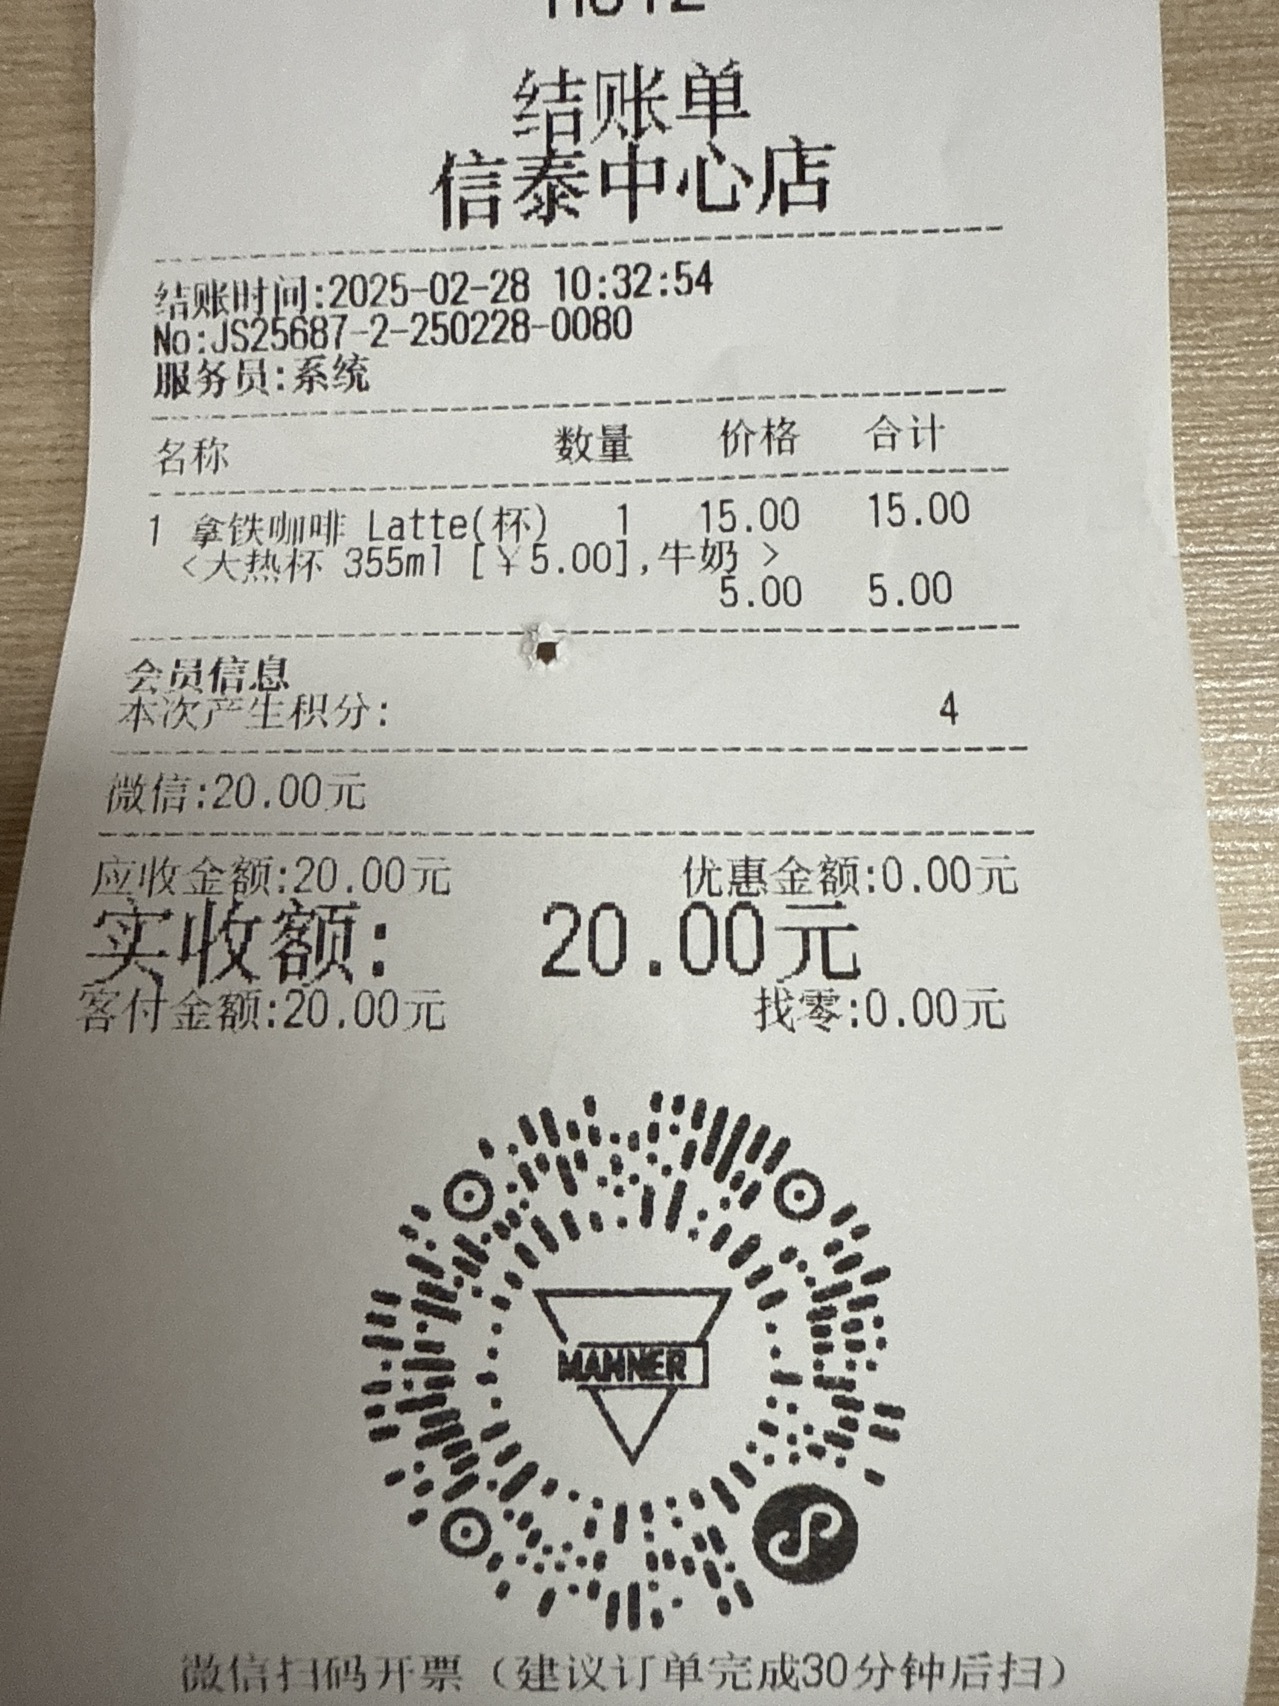 结账单
信泰中心店
结账时间:2025-02-28 10:32:54
No:JS25687-2-250228-0080
服务员:系统
名称 数量 价格 合计
1 拿铁咖啡 Latte(杯) 1 15.00 15.00
<大热杯 355ml [￥5.00],牛奶 >
5.00 5.00
会员信息
本次产生积分: 4
微信:20.00元
应收金额:20.00元 优惠金额:0.00元
实收额: 20.00元
客付金额:20.00元 找零:0.00元
MANNER
微信扫码开票（建议订单完成30分钟后扫）